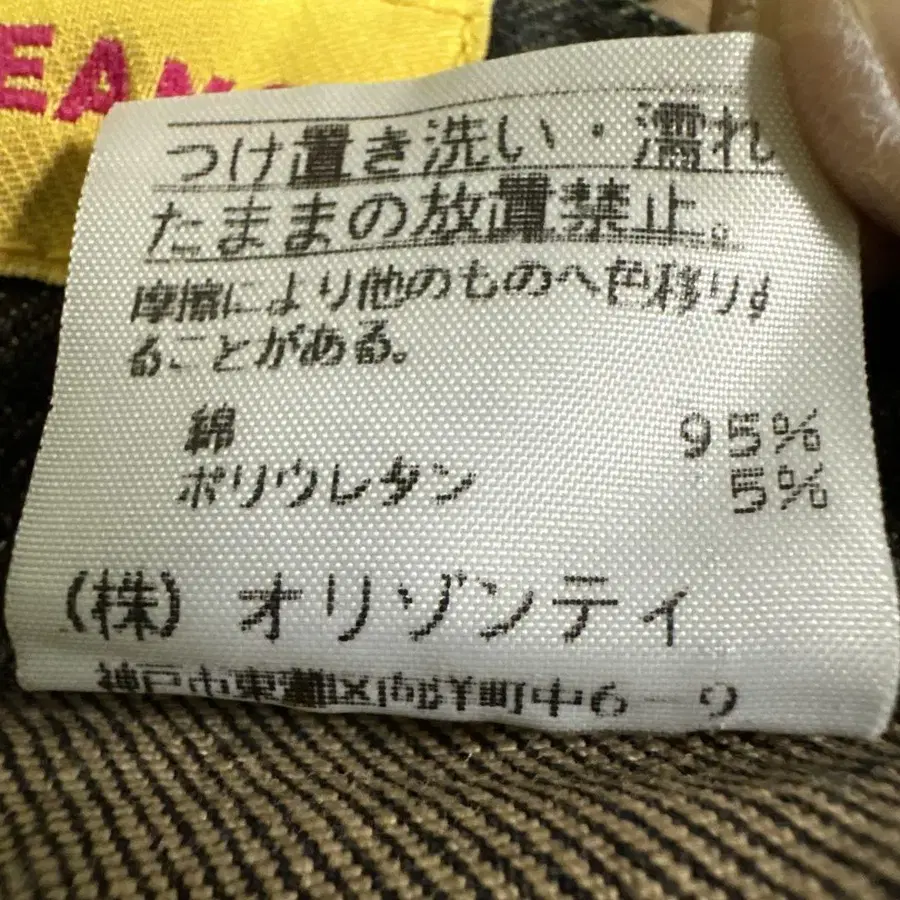 EANS
つけ置き洗い・濡れ
たままの放置禁止。
摩擦により他のものへ色移りす
ることがある。
綿 95%
ポリウレタン 5%
(株)オリゾンティ
神戸市東灘区向洋町中6-9